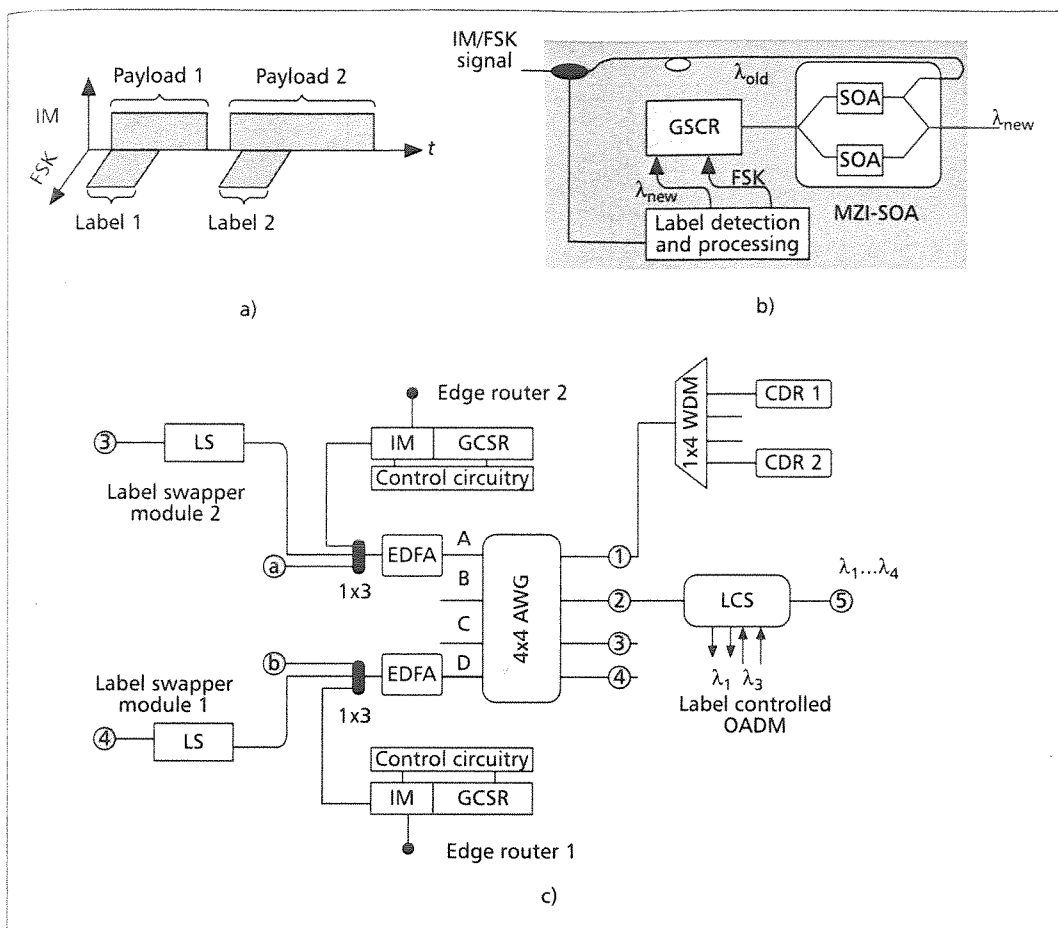 IM/FSK
signal
Payload 1 Payload 2
IM
FSK
t
Label 1 Label 2
a)
λold
SOA
SOA
GSCR
λnew
λnew
FSK
MZI-SOA
Label detection
and processing
b)
Edge router 2
3
LS
IM GCSR
Control circuitry
1x4 WDM
CDR 1
CDR 2
Label swapper
module 2
a
1x3
EDFA
A
B
C
D
4x4 AWG
1
2
3
4
LCS
λ1...λ4
5
λ1 λ3
Label controlled
OADM
b
EDFA
1x3
Label swapper
module 1
4
LS
Control circuitry
IM GCSR
Edge router 1
c)